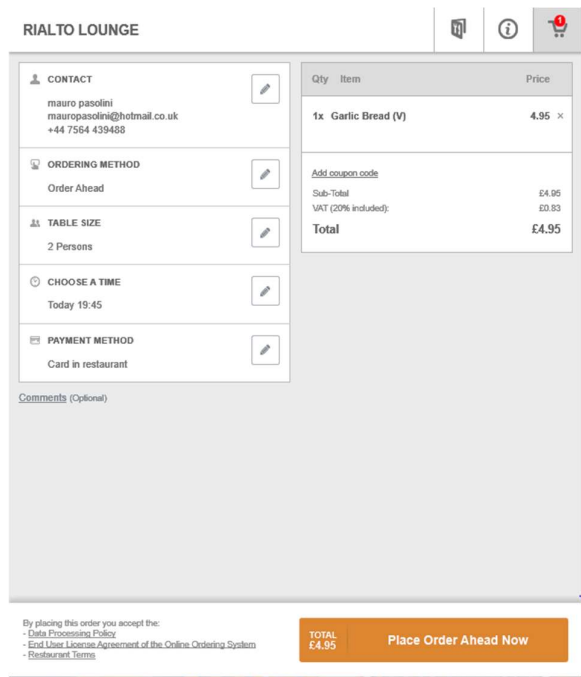 RIALTO LOUNGE
1
CONTACT
mauro pasolini
mauropasolini@hotmail.co.uk
+44 7564 439488
ORDERING METHOD
Order Ahead
TABLE SIZE
2 Persons
CHOOSE A TIME
Today 19:45
PAYMENT METHOD
Card in restaurant
Comments (Optional)
Qty Item Price
1x Garlic Bread (V) 4.95 ×
Add coupon code
Sub-Total £4.95
VAT (20% included): £0.83
Total £4.95
By placing this order you accept the:
- Data Processing Policy
- End User License Agreement of the Online Ordering System
- Restaurant Terms
TOTAL
£4.95
Place Order Ahead Now